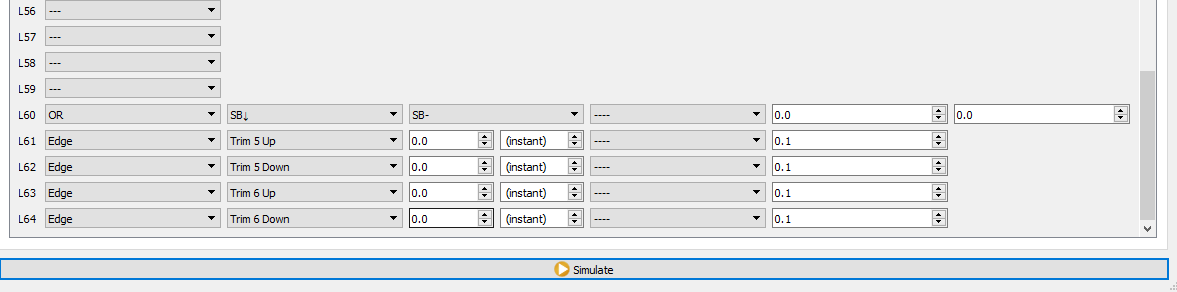 L56 ---
L57 ---
L58 ---
L59 ---
L60 OR SB↓ SB- ---- 0.0 0.0
L61 Edge Trim 5 Up 0.0 (instant) ---- 0.1
L62 Edge Trim 5 Down 0.0 (instant) ---- 0.1
L63 Edge Trim 6 Up 0.0 (instant) ---- 0.1
L64 Edge Trim 6 Down 0.0 (instant) ---- 0.1
Simulate